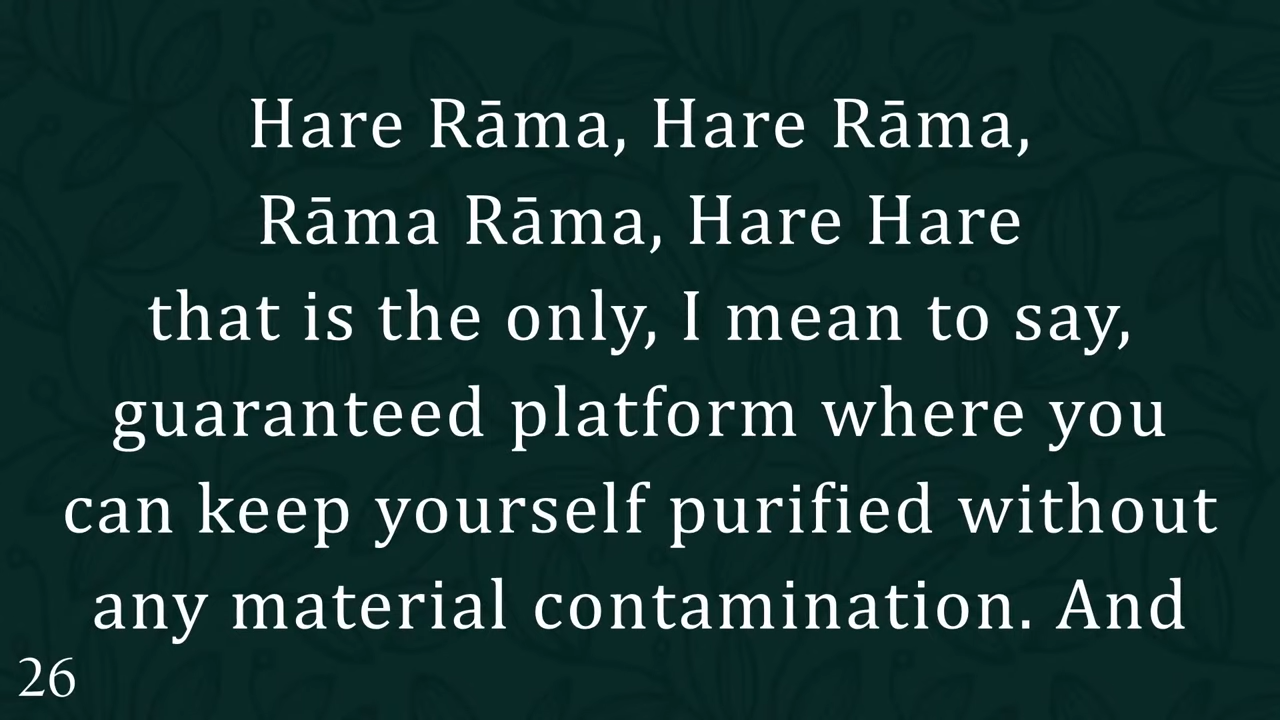 Hare Rāma, Hare Rāma,
Rāma Rāma, Hare Hare
that is the only, I mean to say,
guaranteed platform where you
can keep yourself purified without
any material contamination. And
26